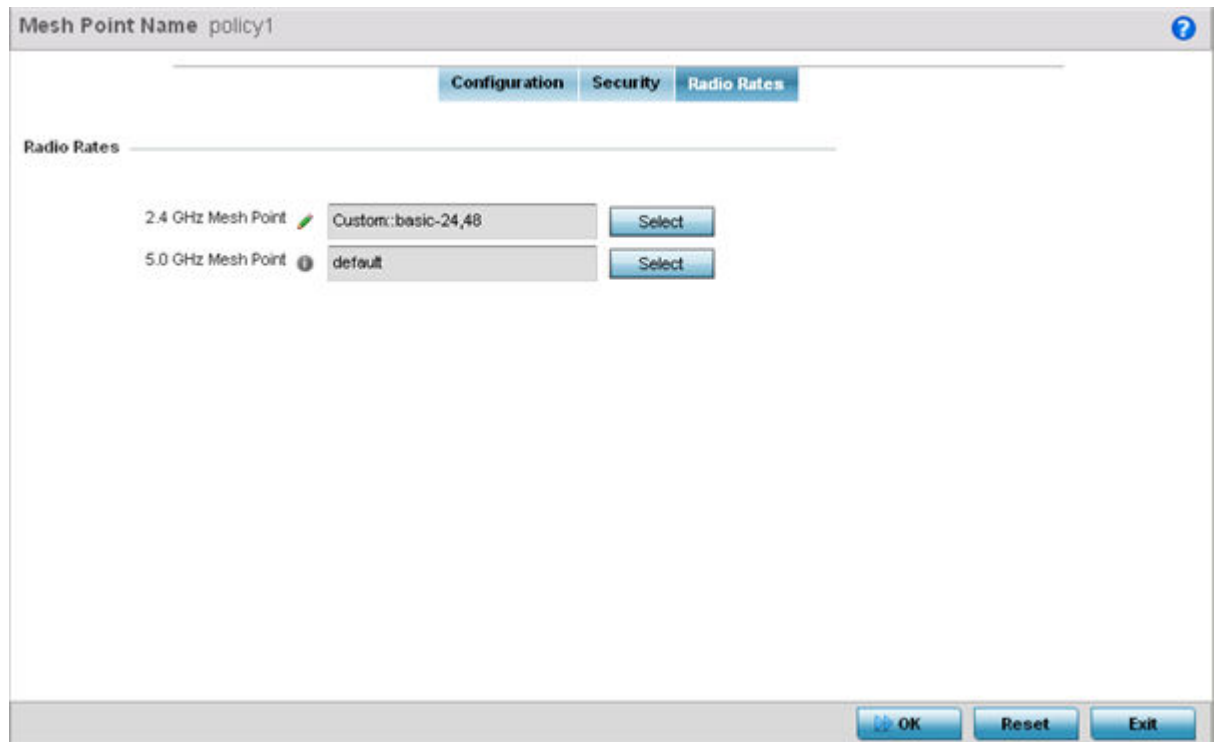 Mesh Point Name policy1
?
Configuration Security Radio Rates
Radio Rates
2.4 GHz Mesh Point Custom::basic-24,48 Select
5.0 GHz Mesh Point i default Select
OK Reset Exit